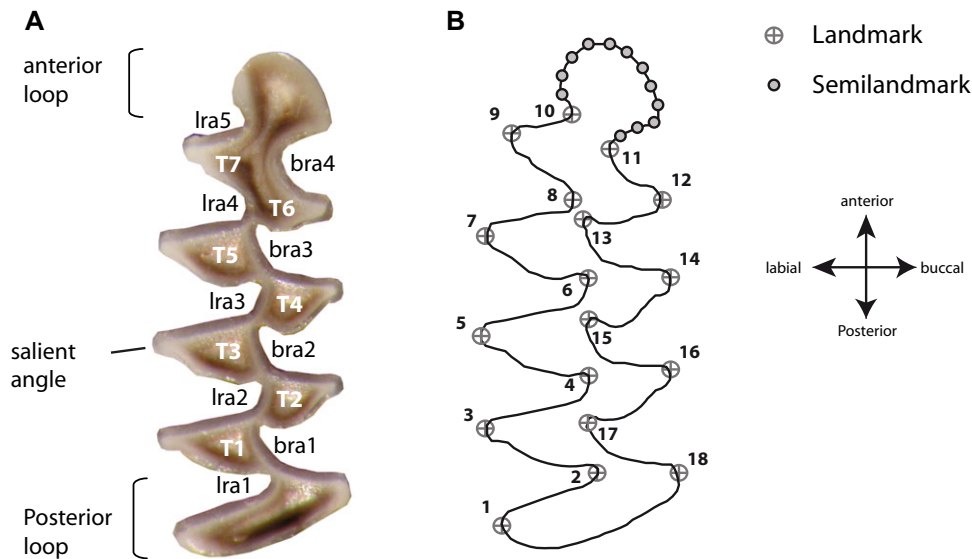 A
anterior
loop
lra5
T7
bra4
lra4
T6
T5
bra3
lra3
T4
salient
angle
T3
bra2
lra2
T2
T1
bra1
lra1
Posterior
loop
B
10
9
11
8
12
7
13
14
6
5
15
16
4
3
17
2
18
1
Landmark
Semilandmark
anterior
labial
buccal
Posterior